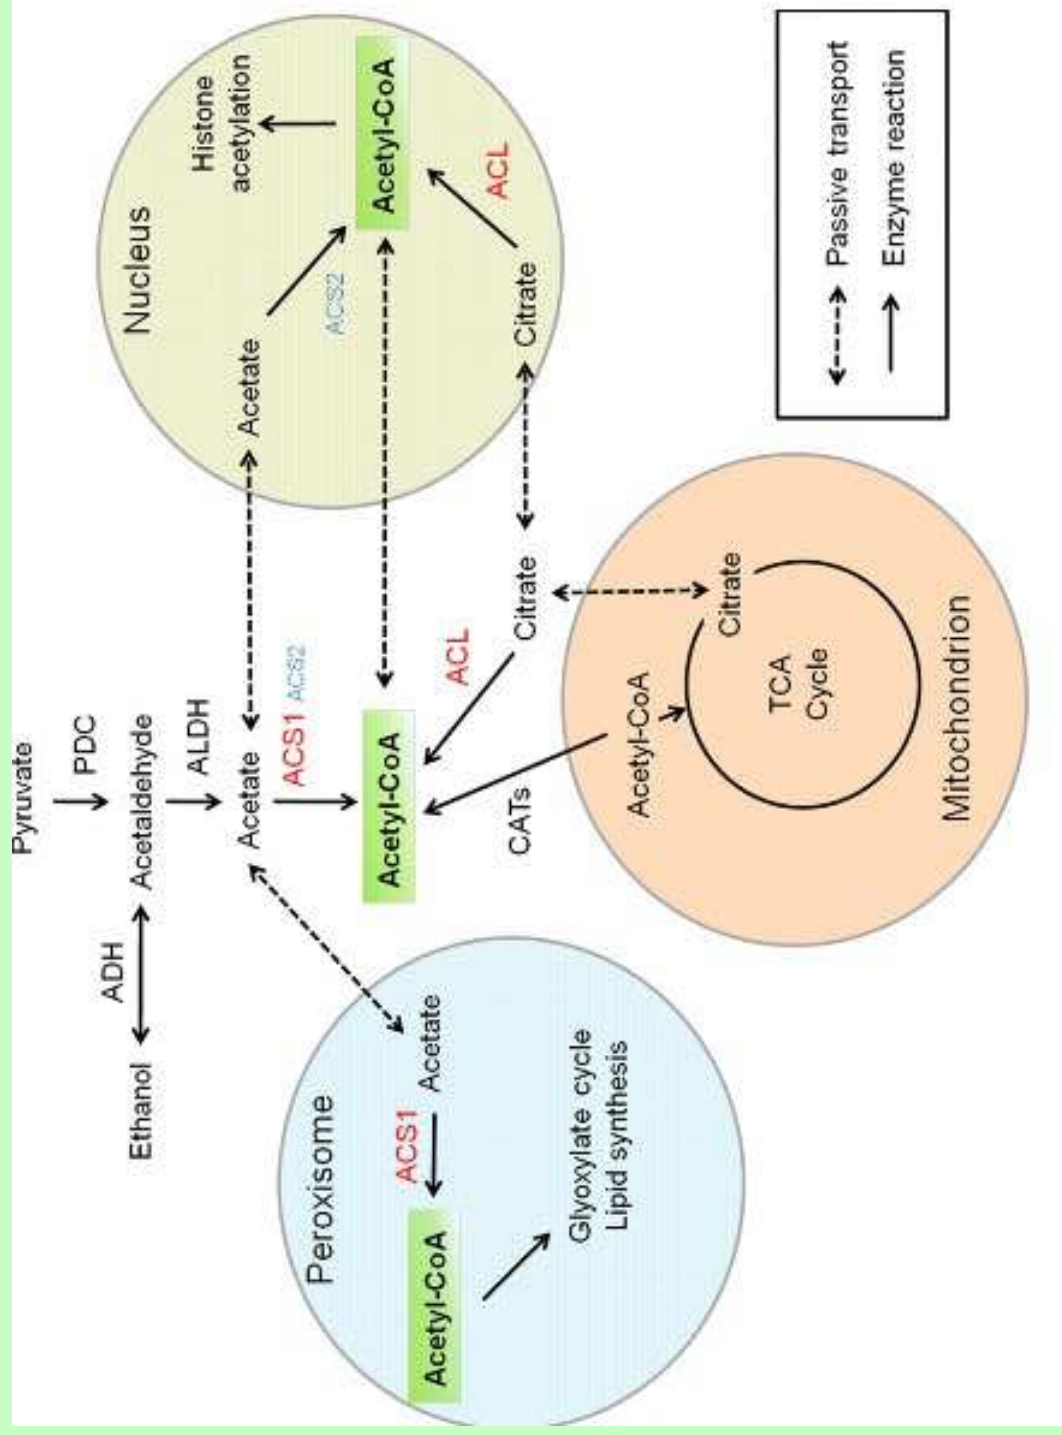 Pyruvate
PDC
ADH
Ethanol
Acetaldehyde
Nucleus
ALDH
Histone
acetylation
Acetate
Acetate
ACS1 ACS2
Peroxisome
ACS2
Acetyl-CoA
Acetyl-CoA
ACS1
Acetyl-CoA
Acetate
ACL
ACL
CATs
Citrate
Citrate
Glyoxylate cycle
Lipid synthesis
Acetyl-CoA
Citrate
TCA
Cycle
Mitochondrion
Passive transport
Enzyme reaction